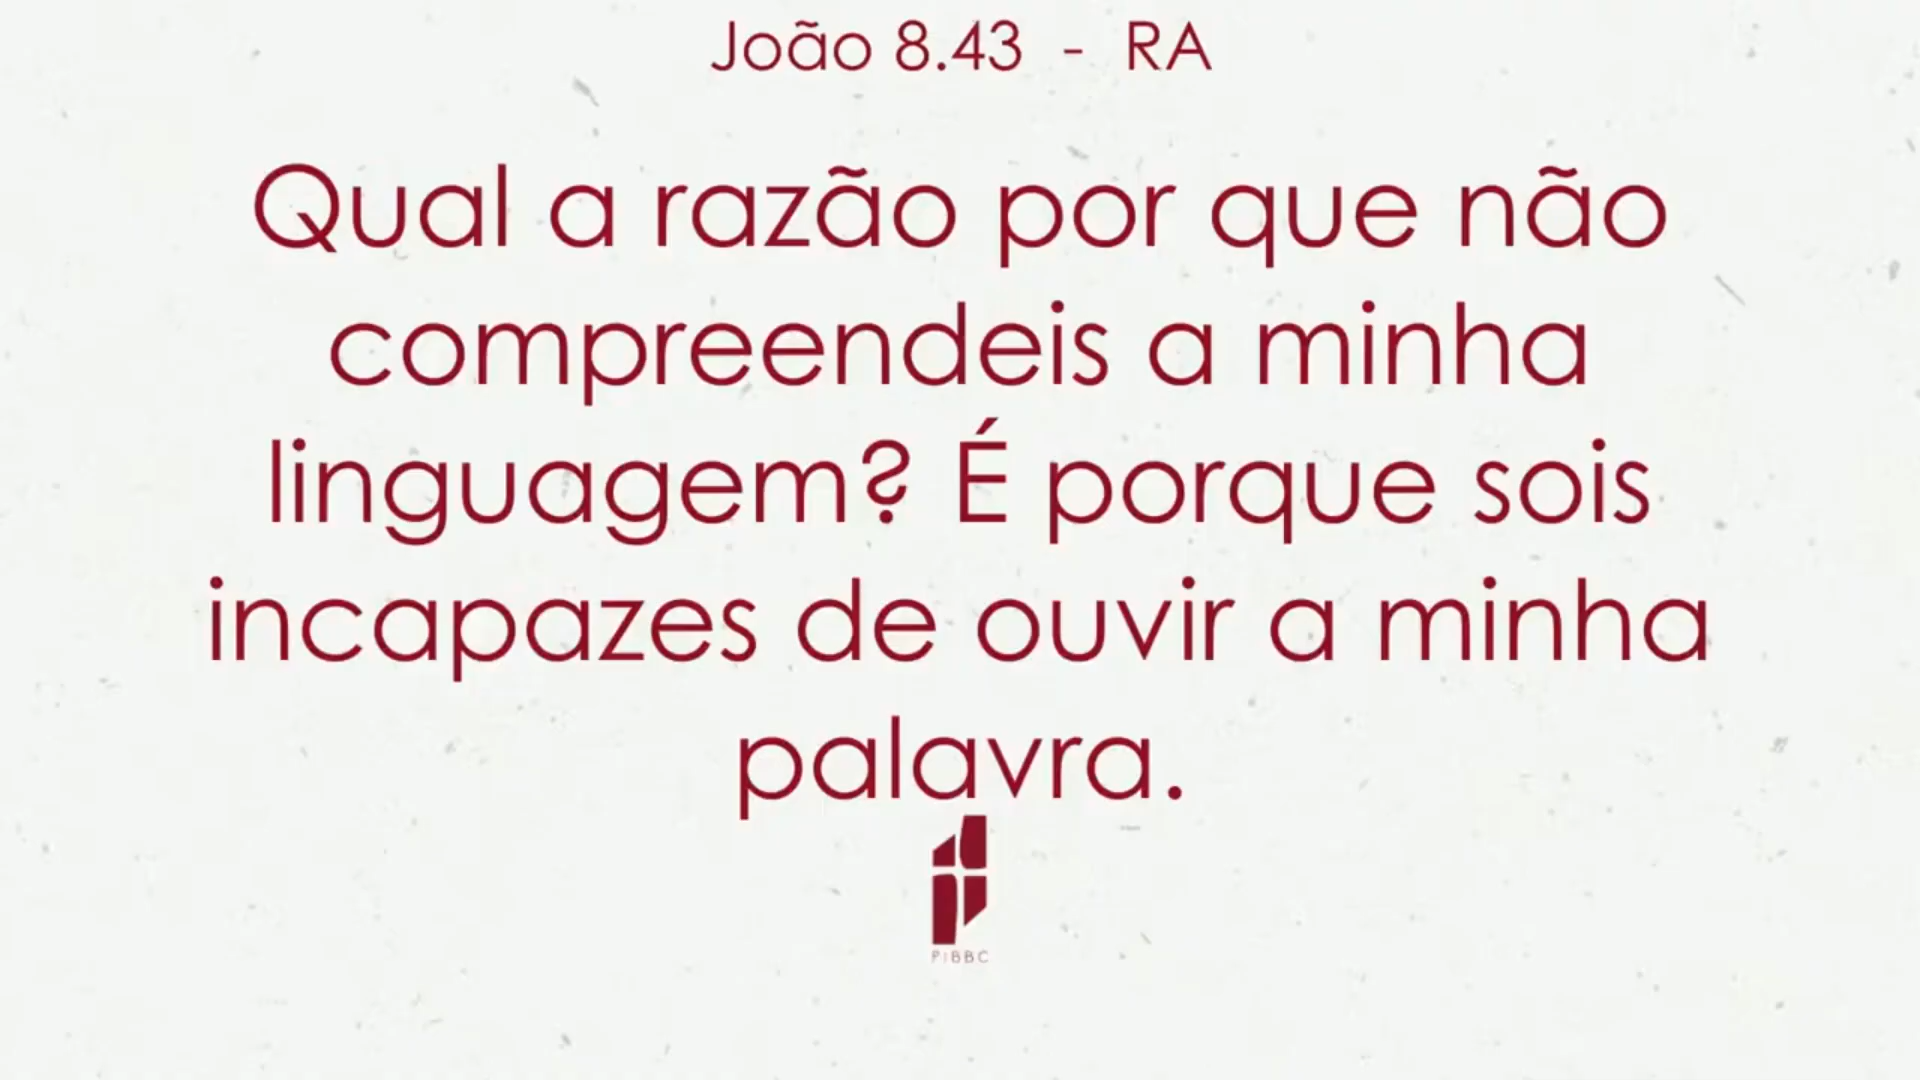 João 8.43 - RA
Qual a razão por que não
compreendeis a minha
linguagem? É porque sois
incapazes de ouvir a minha
palavra.
PIBBC